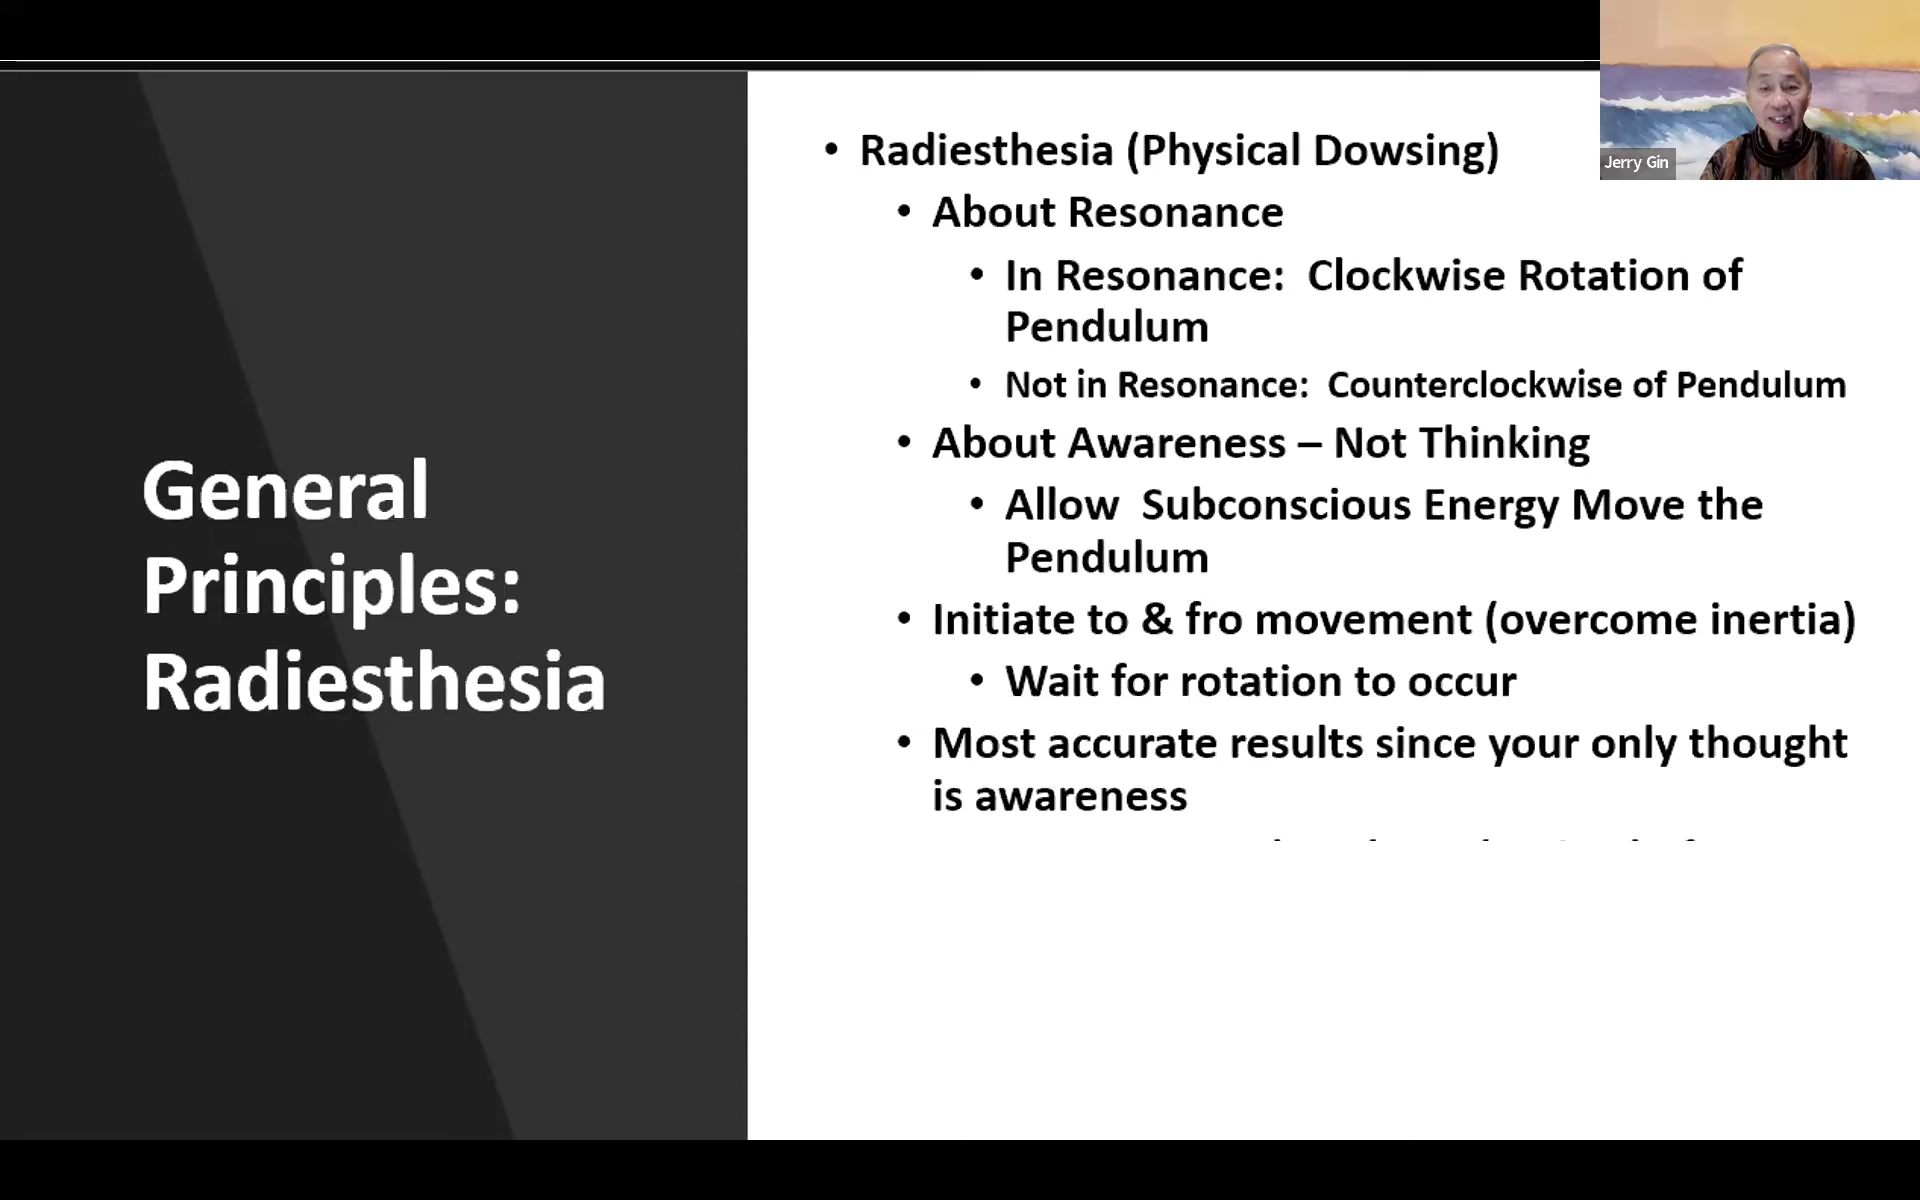 Jerry Gin
General
Principles:
Radiesthesia
• Radiesthesia (Physical Dowsing)
• About Resonance
• In Resonance:  Clockwise Rotation of
Pendulum
• Not in Resonance:  Counterclockwise of Pendulum
• About Awareness – Not Thinking
• Allow  Subconscious Energy Move the
Pendulum
• Initiate to & fro movement (overcome inertia)
• Wait for rotation to occur
• Most accurate results since your only thought
is awareness